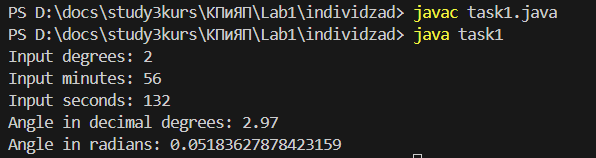 PS D:\docs\study3kurs\КПиЯП\Lab1\individzad> javac task1.java
PS D:\docs\study3kurs\КПиЯП\Lab1\individzad> java task1
Input degrees: 2
Input minutes: 56
Input seconds: 132
Angle in decimal degrees: 2.97
Angle in radians: 0.05183627878423159